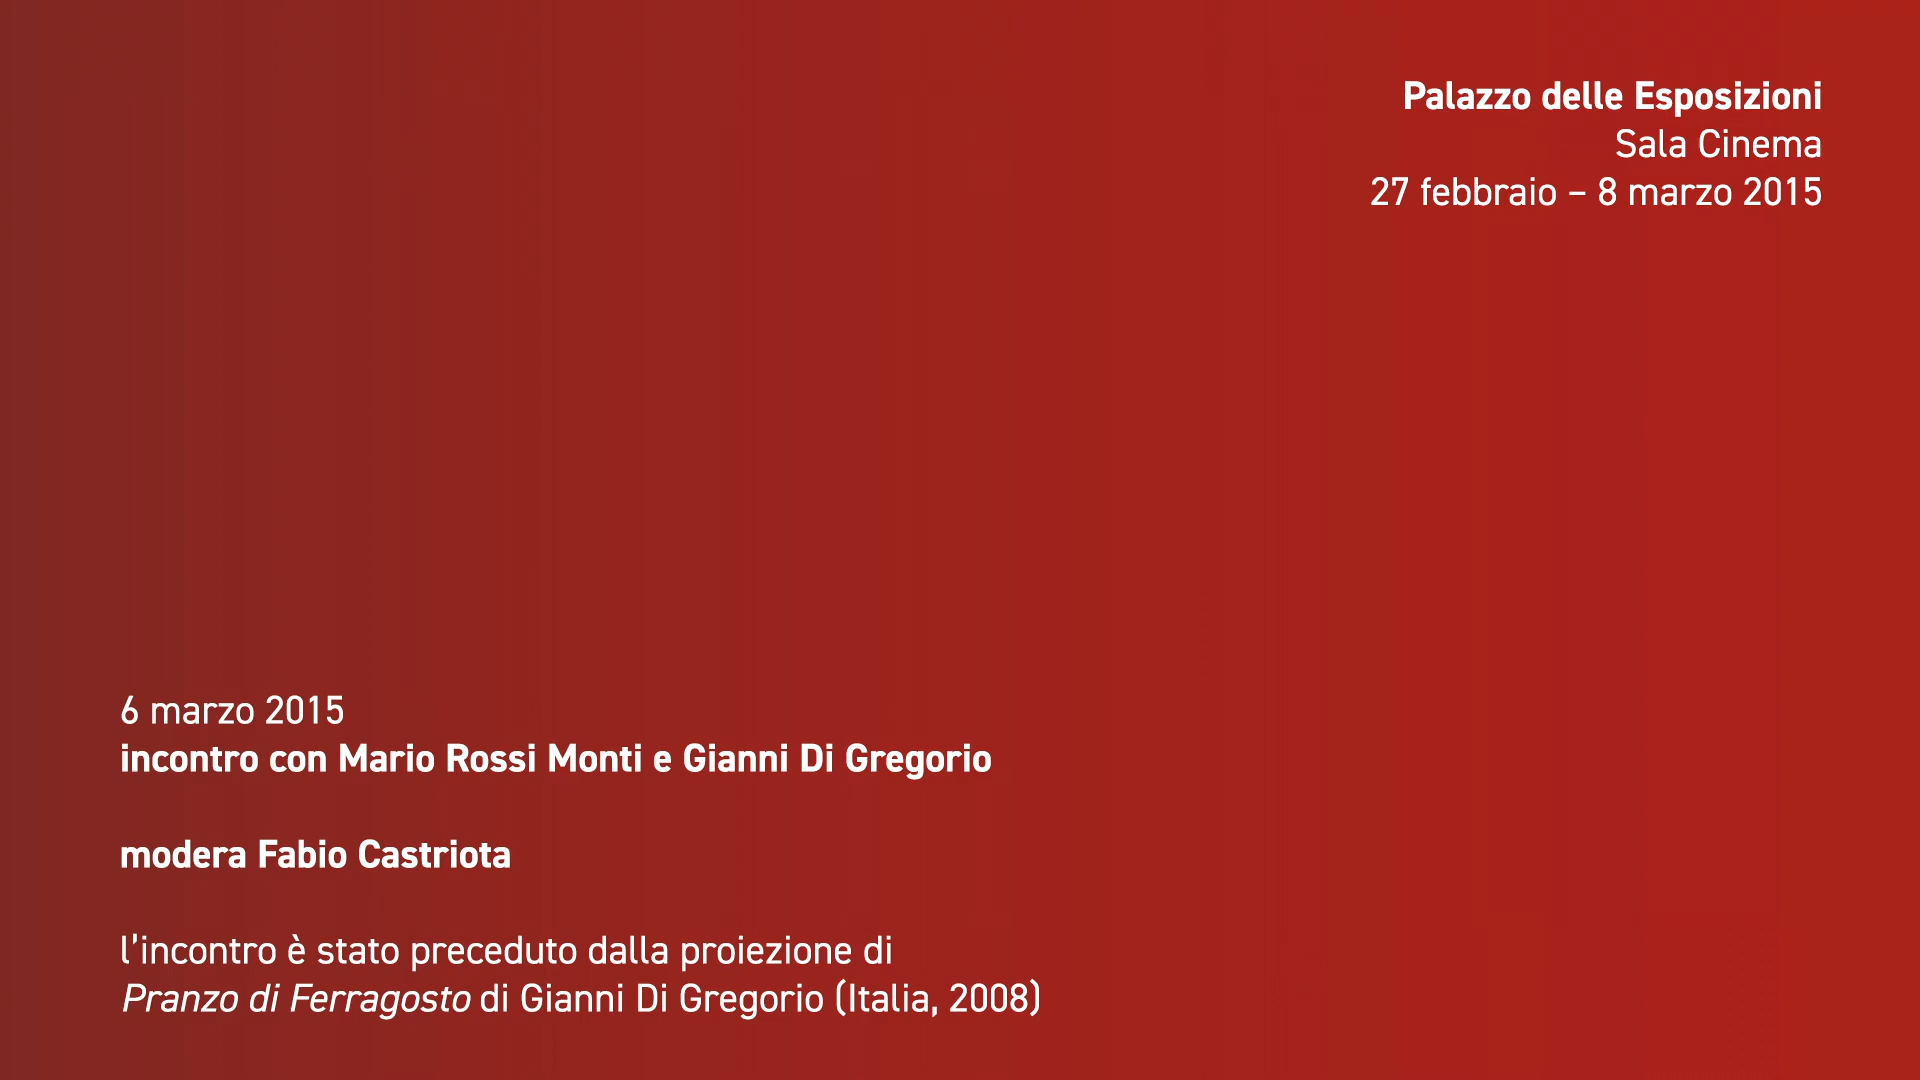 Palazzo delle Esposizioni
Sala Cinema
27 febbraio – 8 marzo 2015
6 marzo 2015
incontro con Mario Rossi Monti e Gianni Di Gregorio
modera Fabio Castriota
l’incontro è stato preceduto dalla proiezione di
Pranzo di Ferragosto di Gianni Di Gregorio (Italia, 2008)